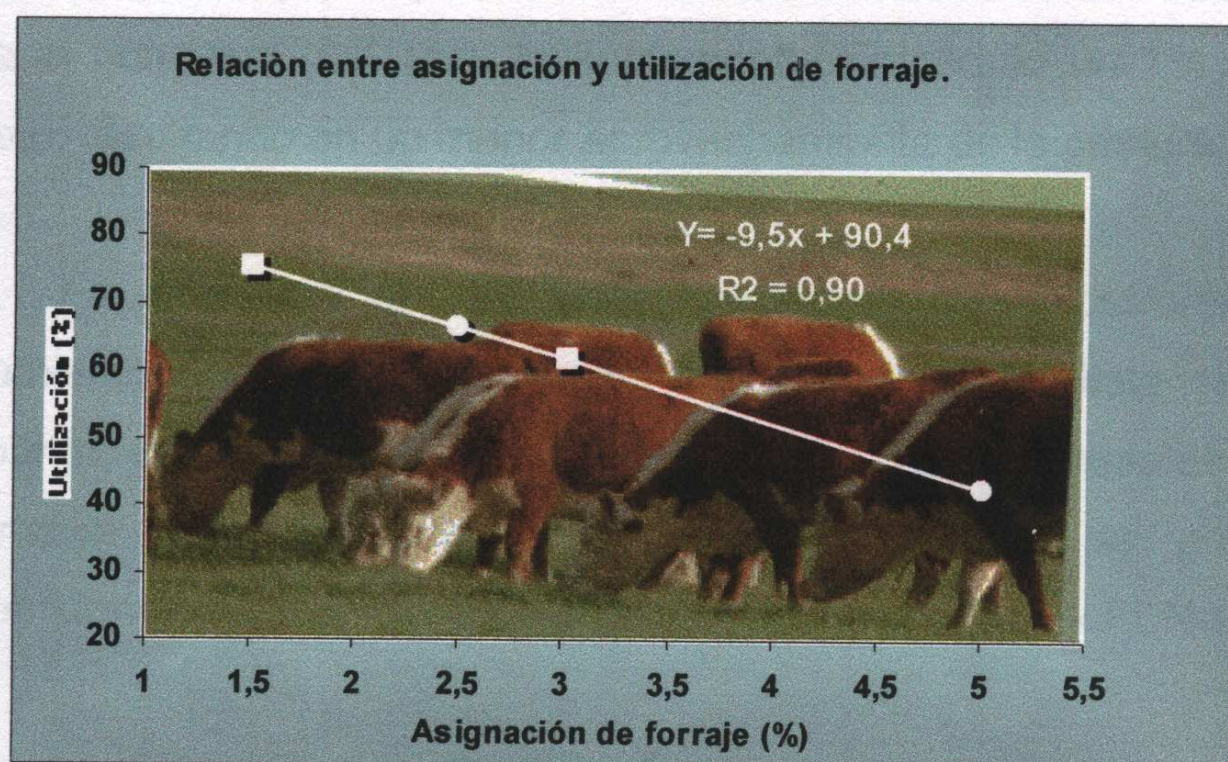 Relaciòn entre asignación y utilización de forraje.
90
80
70
60
50
40
30
20
Utilización (%)
Y= -9,5x + 90,4
R2 = 0,90
1 1,5 2 2,5 3 3,5 4 4,5 5 5,5
Asignación de forraje (%)